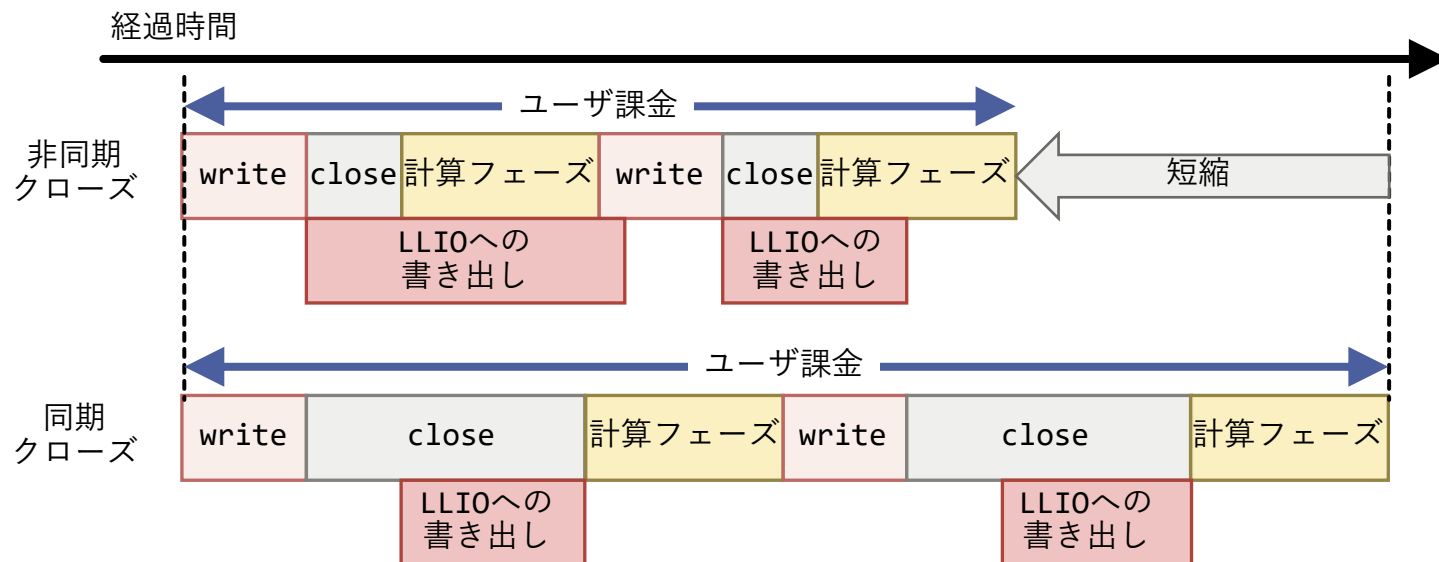 経過時間
ユーザ課金
非同期
クローズ
write
close
計算フェーズ
write
close
計算フェーズ
短縮
LLIOへの
書き出し
LLIOへの
書き出し
ユーザ課金
同期
クローズ
write
close
計算フェーズ
write
close
計算フェーズ
LLIOへの
書き出し
LLIOへの
書き出し